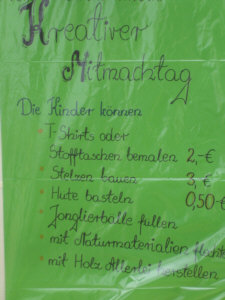 Kreativer
Mitmachtag
Die Kinder können
T-Shirts oder
Stofftaschen bemalen 2,-€
Stelzen bauen 3,€
Hüte basteln 0,50€
Jonglierbälle füllen
mit Naturmaterialien
mit Holz Allerlei herstellen